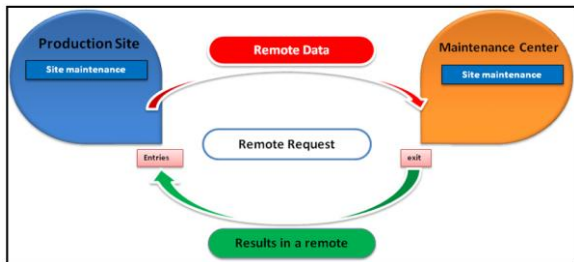 Production Site
Site maintenance
Remote Data
Maintenance Center
Site maintenance
Remote Request
Entries
exit
Results in a remote